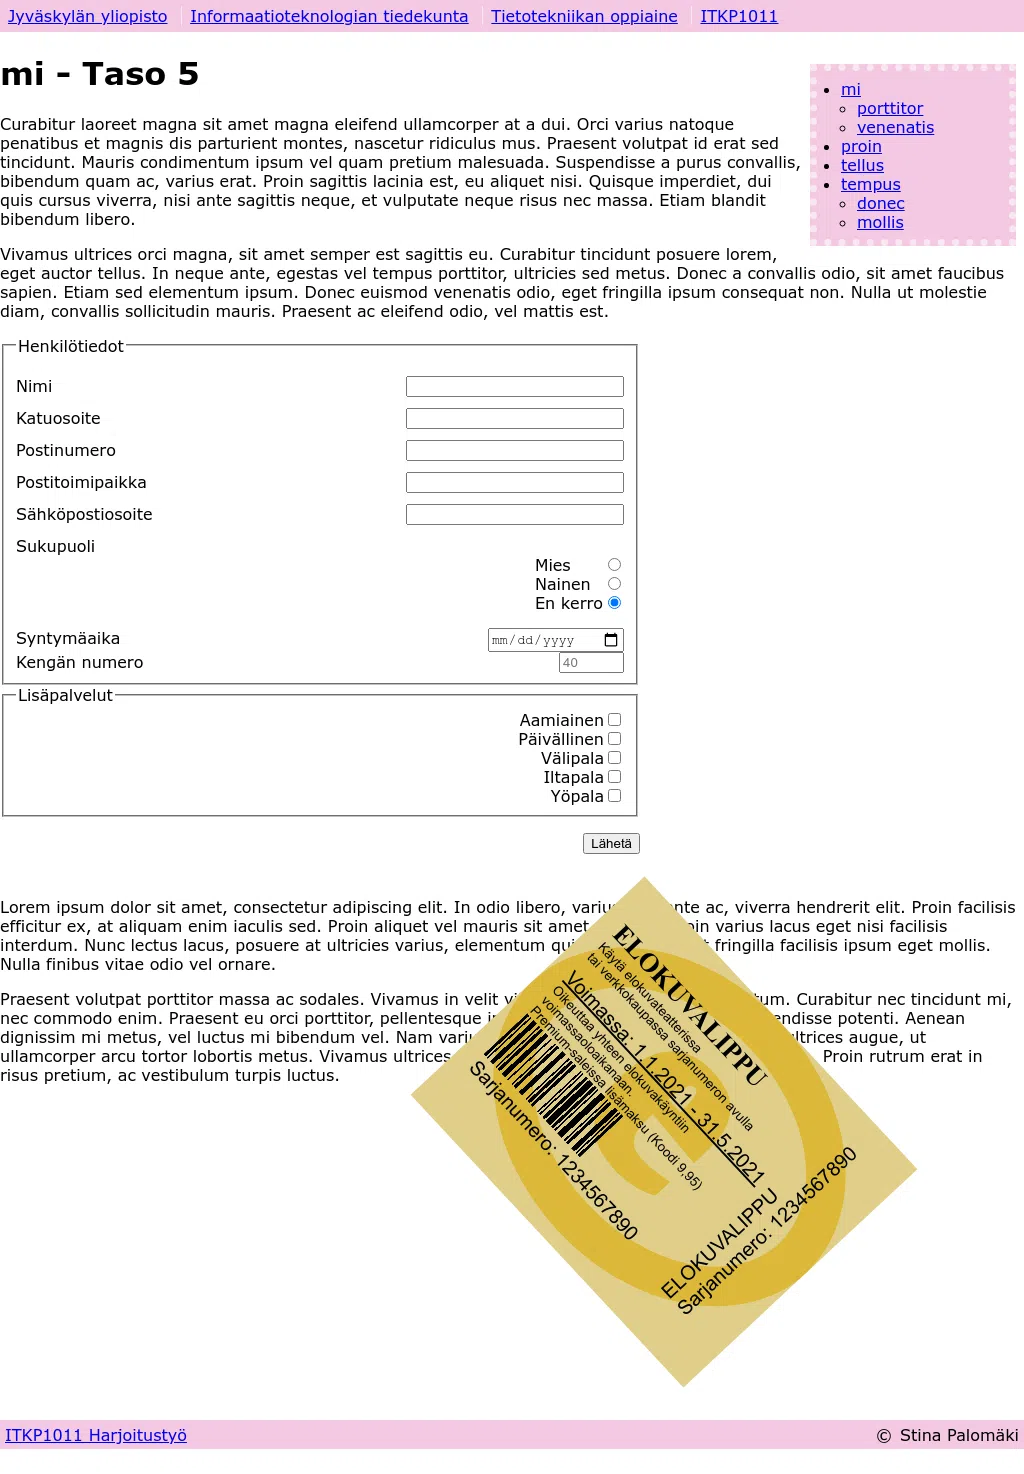 Jyväskylän yliopisto Informaatioteknologian tiedekunta Tietotekniikan oppiaine ITKP1011
mi – Taso 5
mi
porttitor
venenatis
proin
tellus
tempus
donec
mollis
Curabitur laoreet magna sit amet magna eleifend ullamcorper at a dui. Orci varius natoque
penatibus et magnis dis parturient montes, nascetur ridiculus mus. Praesent volutpat id erat sed
tincidunt. Mauris condimentum ipsum vel quam pretium malesuada. Suspendisse a purus convallis,
bibendum quam ac, varius erat. Proin sagittis lacinia est, eu aliquet nisi. Quisque imperdiet, dui
quis cursus viverra, nisi ante sagittis neque, et vulputate neque risus nec massa. Etiam blandit
bibendum libero.
Vivamus ultrices orci magna, sit amet semper est sagittis eu. Curabitur tincidunt posuere lorem,
eget auctor tellus. In neque ante, egestas vel tempus porttitor, ultricies sed metus. Donec a convallis odio, sit amet faucibus
sapien. Etiam sed elementum ipsum. Donec euismod venenatis odio, eget fringilla ipsum consequat non. Nulla ut molestie
diam, convallis sollicitudin mauris. Praesent ac eleifend odio, vel mattis est.
Henkilötiedot
Nimi
Katuosoite
Postinumero
Postitoimipaikka
Sähköpostiosoite
Sukupuoli
Mies
Nainen
En kerro
Syntymäaika mm/dd/yyyy
Kengän numero 40
Lisäpalvelut
Aamiainen
Päivällinen
Välipala
Iltapala
Yöpala
Lähetä
Lorem ipsum dolor sit amet, consectetur adipiscing elit. In odio libero, ac, viverra hendrerit elit. Proin facilisis
efficitur ex, at aliquam enim iaculis sed. Proin aliquet vel mauris sit amet varius lacus eget nisi facilisis
interdum. Nunc lectus lacus, posuere at ultricies varius, elementum fringilla facilisis ipsum eget mollis.
Nulla finibus vitae odio vel ornare.
Praesent volutpat porttitor massa ac sodales. Vivamus in velit Curabitur nec tincidunt mi,
nec commodo enim. Praesent eu orci porttitor, pellentesque potenti. Aenean
dignissim mi metus, vel luctus mi bibendum vel. Nam augue, ut
ullamcorper arcu tortor lobortis metus. Vivamus ultrices Proin rutrum erat in
risus pretium, ac vestibulum turpis luctus.
ELOKUVALIPPU
Käytä elokuvateatterissa
tai verkkokaupassa sarjanumeron avulla
Voimassa: 1.1.2021 - 31.5.2021
Oikeuttaa yhteen elokuvakäyntiin
voimassaoloaikanaan.
Premium-saleissa lisämaksu (Koodi 9,95)
Sarjanumero: 1234567890
ELOKUVALIPPU
Sarjanumero: 1234567890
ITKP1011 Harjoitustyö © Stina Palomäki